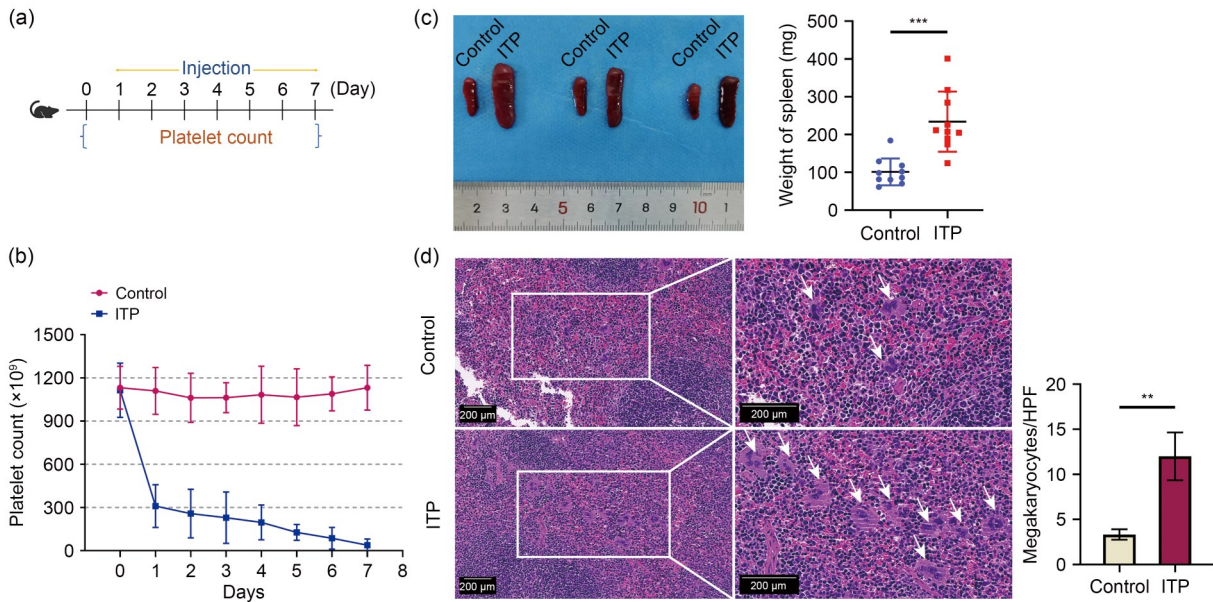 (a)
Injection
0 1 2 3 4 5 6 7 (Day)
Platelet count
(b)
Control
ITP
Platelet count (×10⁹)
1500
1200
900
600
300
0
0 1 2 3 4 5 6 7 8
Days
(c)
Control ITP Control ITP Control ITP
2 3 4 5 6 7 8 9 10 1
Weight of spleen (mg)
***
500
400
300
200
100
0
Control ITP
(d)
Control
200 μm
200 μm
ITP
200 μm
200 μm
Megakaryocytes/HPF
**
20
15
10
5
0
Control ITP